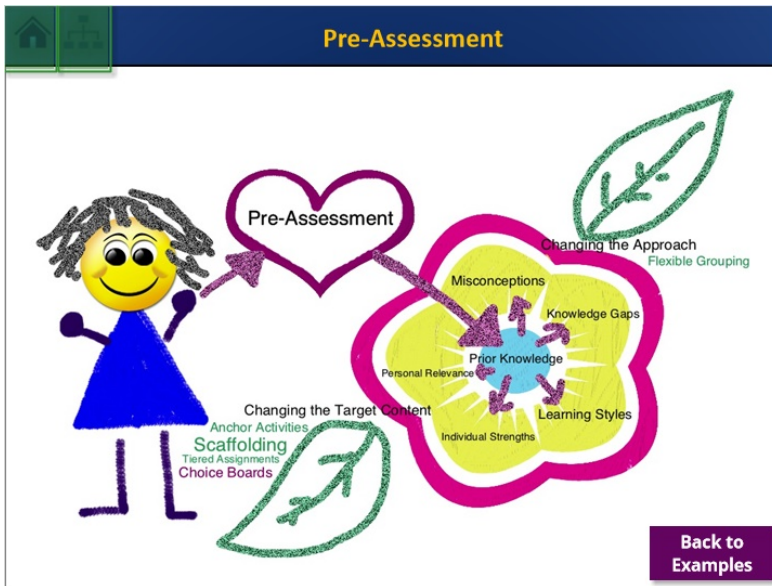 Pre-Assessment
Pre-Assessment
Changing the Approach
Flexible Grouping
Misconceptions
Knowledge Gaps
Prior Knowledge
Personal Relevance
Learning Styles
Individual Strengths
Changing the Target Content
Anchor Activities
Scaffolding
Tiered Assignments
Choice Boards
Back to
Examples